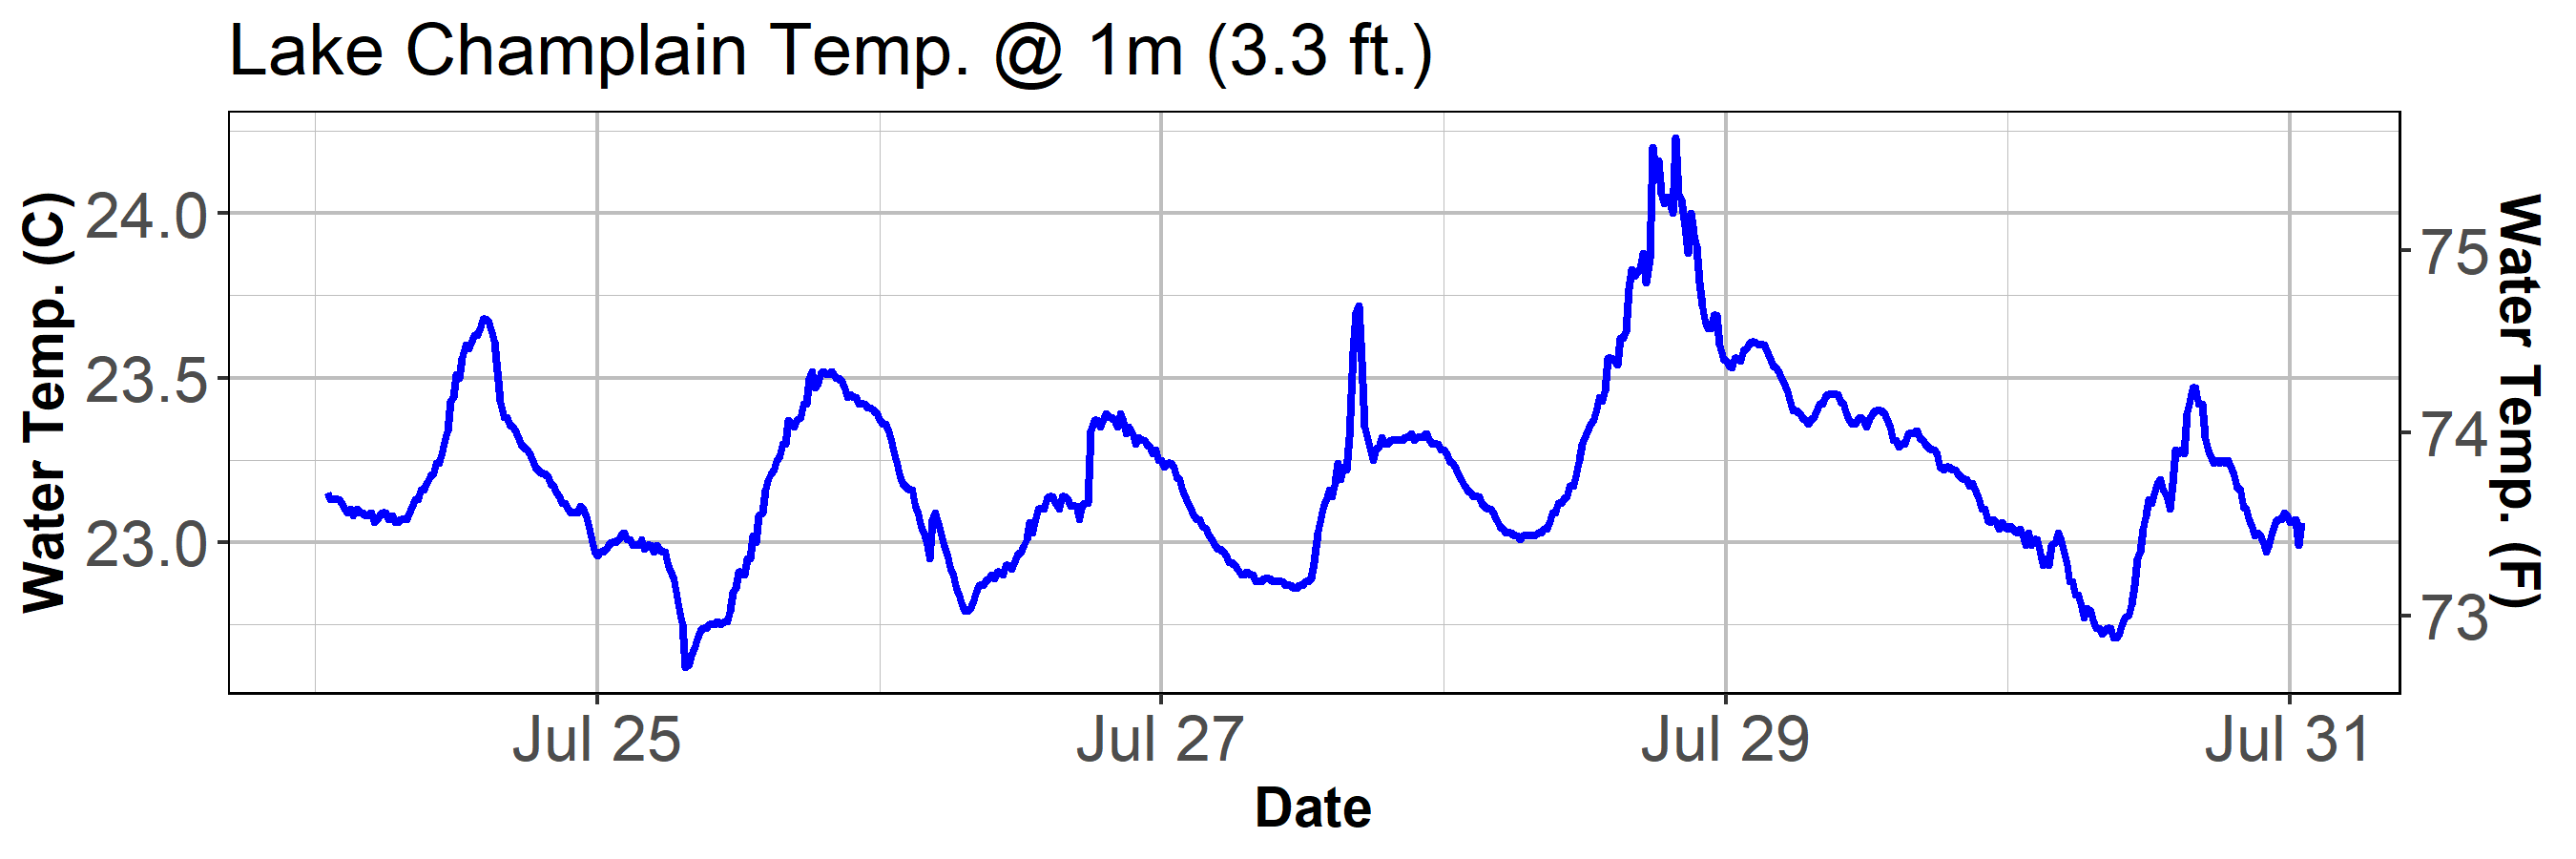 Lake Champlain Temp. @ 1m (3.3 ft.)
Water Temp. (C)
24.0
23.5
23.0
75
74
73
Water Temp. (F)
Jul 25 Jul 27 Jul 29 Jul 31
Date